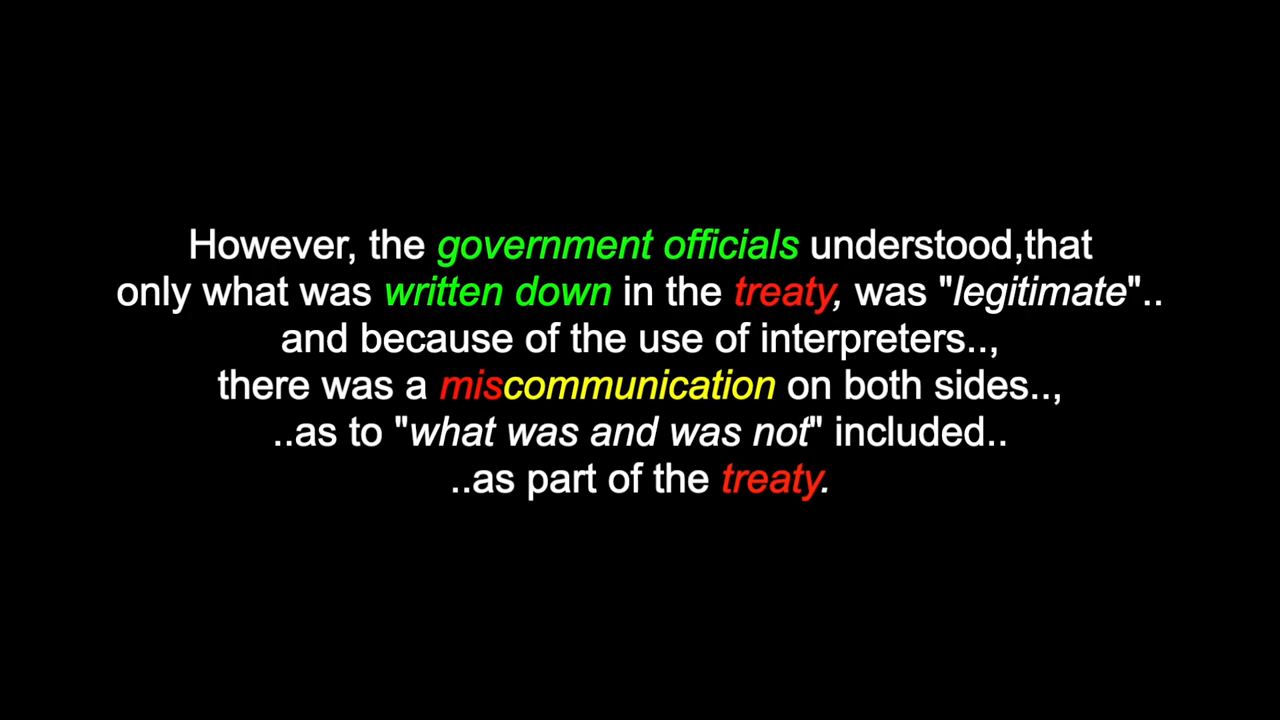 However, the government officials understood,that
only what was written down in the treaty, was "legitimate"..
and because of the use of interpreters..,
there was a miscommunication on both sides..,
..as to "what was and was not" included..
..as part of the treaty.